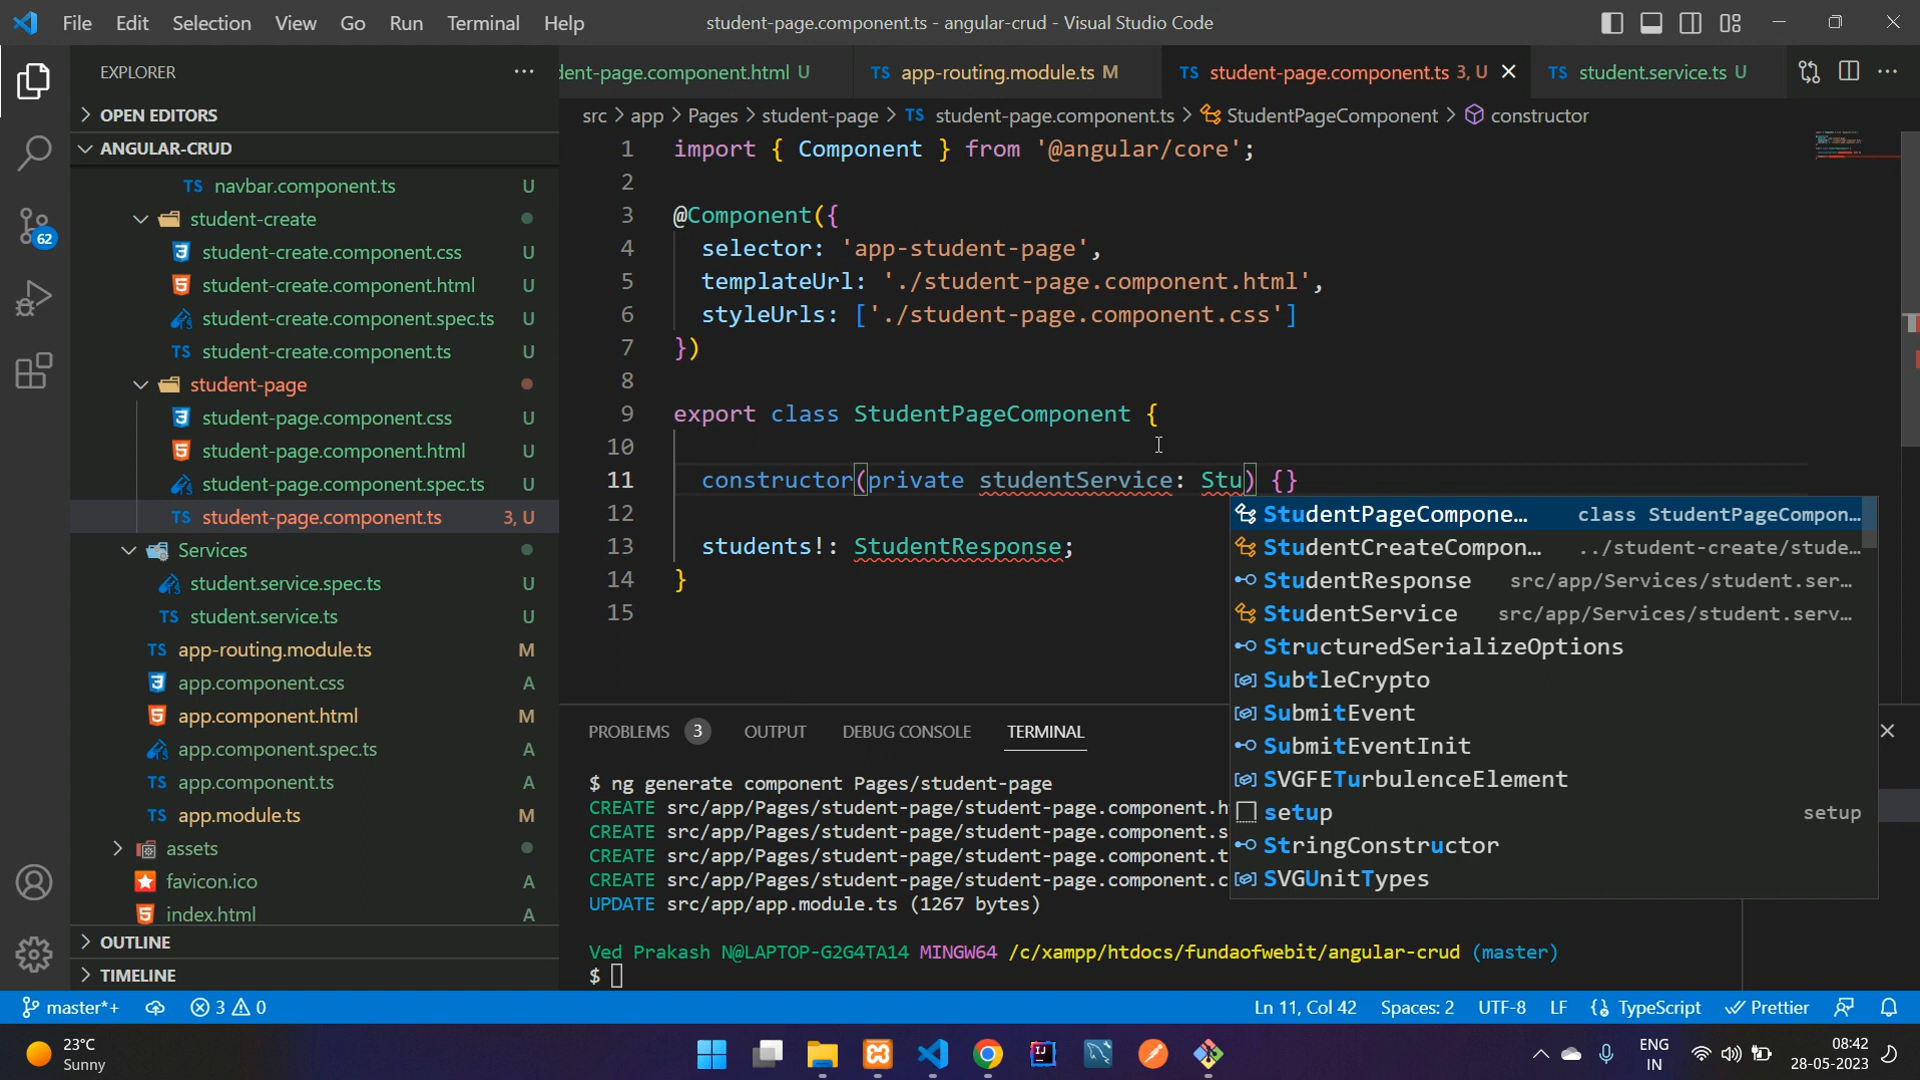 File Edit Selection View Go Run Terminal Help
student-page.component.ts - angular-crud - Visual Studio Code
EXPLORER
OPEN EDITORS
ANGULAR-CRUD
navbar.component.ts U
student-create
student-create.component.css U
student-create.component.html U
student-create.component.spec.ts U
student-create.component.ts U
student-page
student-page.component.css U
student-page.component.html U
student-page.component.spec.ts U
student-page.component.ts 3, U
Services
student.service.spec.ts U
student.service.ts U
app-routing.module.ts M
app.component.css A
app.component.html M
app.component.spec.ts A
app.component.ts A
app.module.ts M
assets
favicon.ico A
index.html A
OUTLINE
TIMELINE
dent-page.component.html U
TS app-routing.module.ts M
TS student-page.component.ts 3, U
TS student.service.ts U
src > app > Pages > student-page > TS student-page.component.ts > StudentPageComponent > constructor
1 import { Component } from '@angular/core';
2
3 @Component({
4 selector: 'app-student-page',
5 templateUrl: './student-page.component.html',
6 styleUrls: ['./student-page.component.css']
7 })
8
9 export class StudentPageComponent {
10
11 constructor(private studentService: Stu) {}
12
13 students!: StudentResponse;
14 }
15
StudentPageCompone… class StudentPageCompon…
StudentCreateCompon… ../student-create/stude…
StudentResponse src/app/Services/student.ser…
StudentService src/app/Services/student.serv…
StructuredSerializeOptions
SubtleCrypto
SubmitEvent
SubmitEventInit
SVGFETurbulenceElement
setup setup
StringConstructor
SVGUnitTypes
PROBLEMS 3 OUTPUT DEBUG CONSOLE TERMINAL
$ ng generate component Pages/student-page
CREATE src/app/Pages/student-page/student-page.component.h
CREATE src/app/Pages/student-page/student-page.component.s
CREATE src/app/Pages/student-page/student-page.component.t
CREATE src/app/Pages/student-page/student-page.component.c
UPDATE src/app/app.module.ts (1267 bytes)
Ved Prakash N@LAPTOP-G2G4TA14 MINGW64 /c/xampp/htdocs/fundaofwebit/angular-crud (master)
$
62
master*+ 3 0
Ln 11, Col 42 Spaces: 2 UTF-8 LF TypeScript Prettier
23°C
Sunny
ENG
IN
08:42
28-05-2023